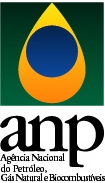 anp
Agência Nacional
do Petróleo,
Gás Natural e Biocombustíveis